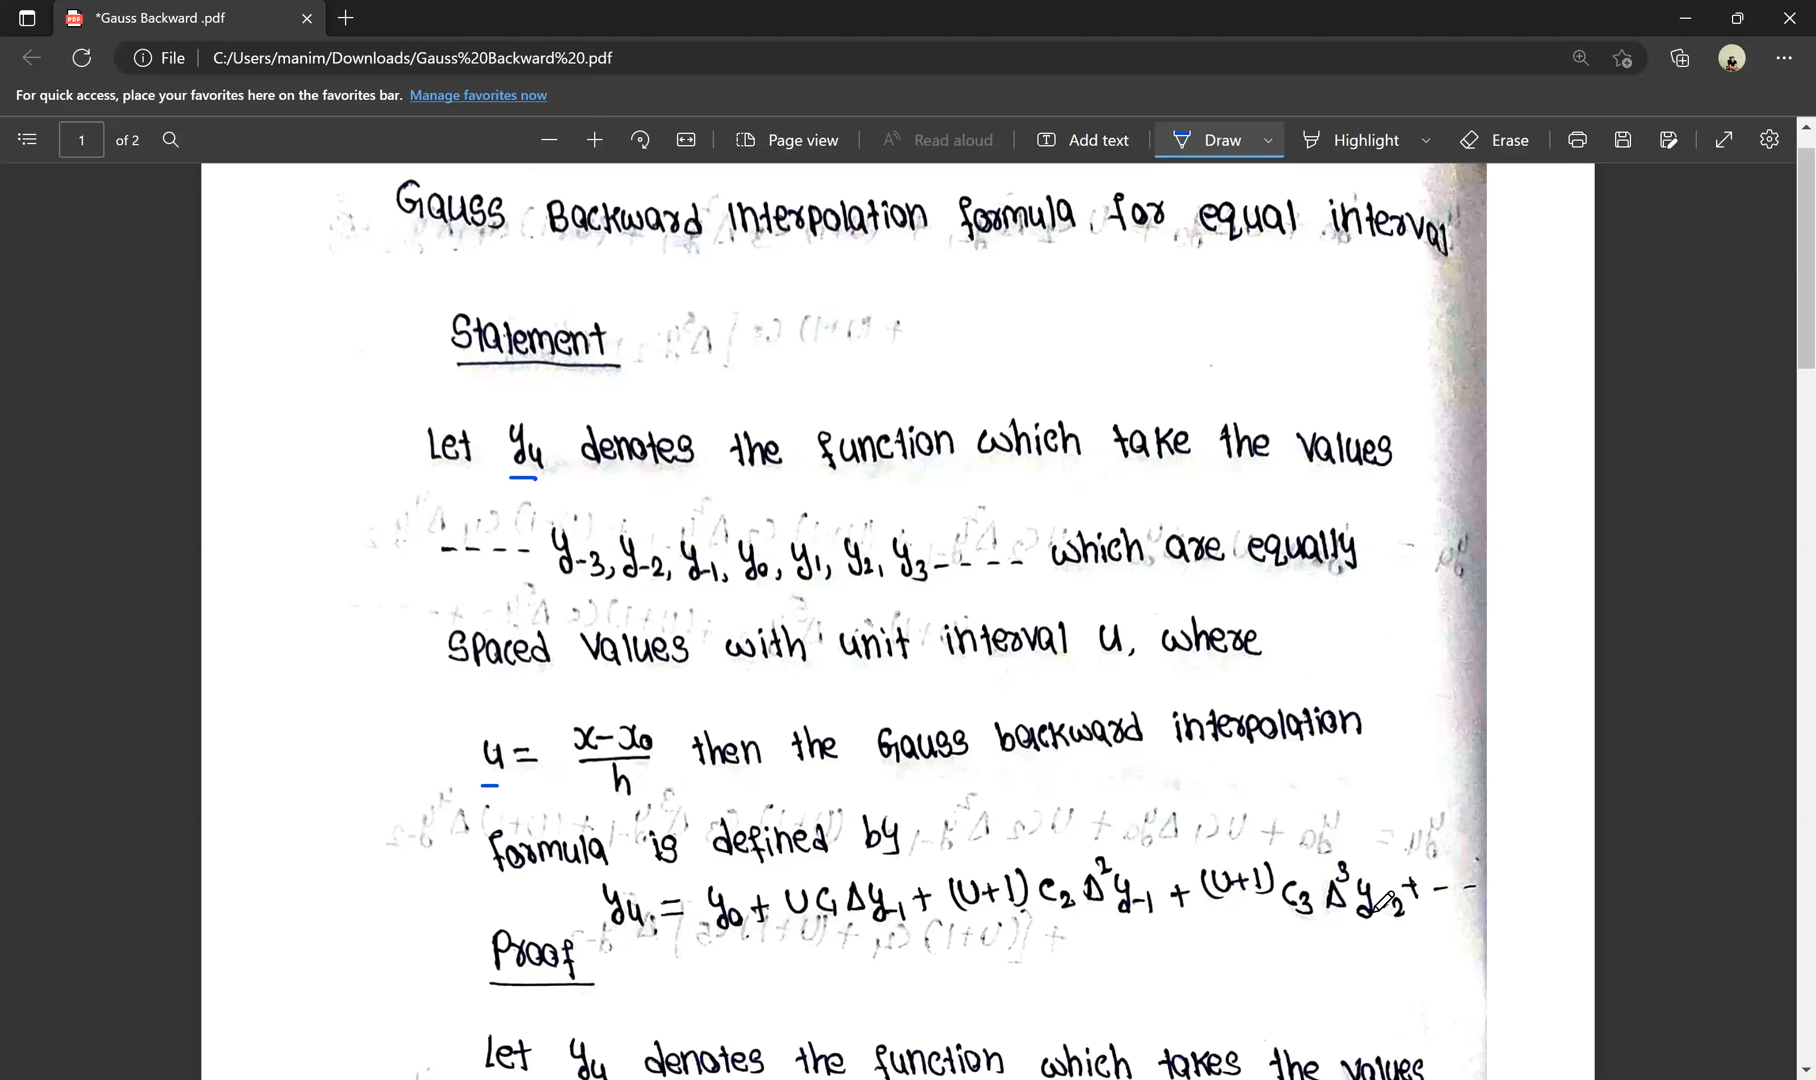 *Gauss Backward .pdf
File C:/Users/manim/Downloads/Gauss%20Backward%20.pdf
For quick access, place your favorites here on the favorites bar. Manage favorites now
1 of 2 Page view Read aloud Add text Draw Highlight Erase
Gauss Backward Interpolation formula for equal interval
Statement
Let yu denotes the function which take the values
---- y-3, y-2, y-1, y0, y1, y2, y3 ---- which are equally
spaced values with unit interval u, where
u = x-x0/h then the Gauss backward interpolation
formula is defined by
yu = y0 + UC1 Δy-1 + (U+1)C2 Δ²y-1 + (U+1)C3 Δ³y-2 + --
Proof
Let yu denotes the function which takes the values